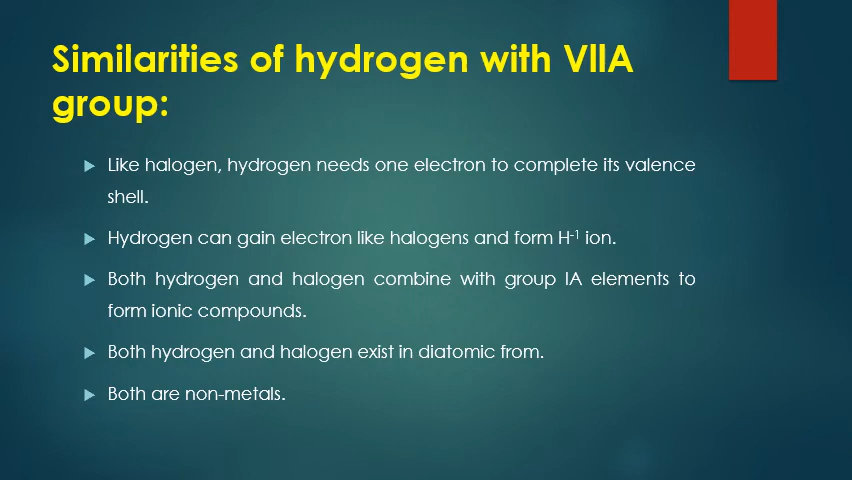 Similarities of hydrogen with VllA
group:
Like halogen, hydrogen needs one electron to complete its valence
shell.
Hydrogen can gain electron like halogens and form H⁻¹ ion.
Both hydrogen and halogen combine with group IA elements to
form ionic compounds.
Both hydrogen and halogen exist in diatomic from.
Both are non-metals.